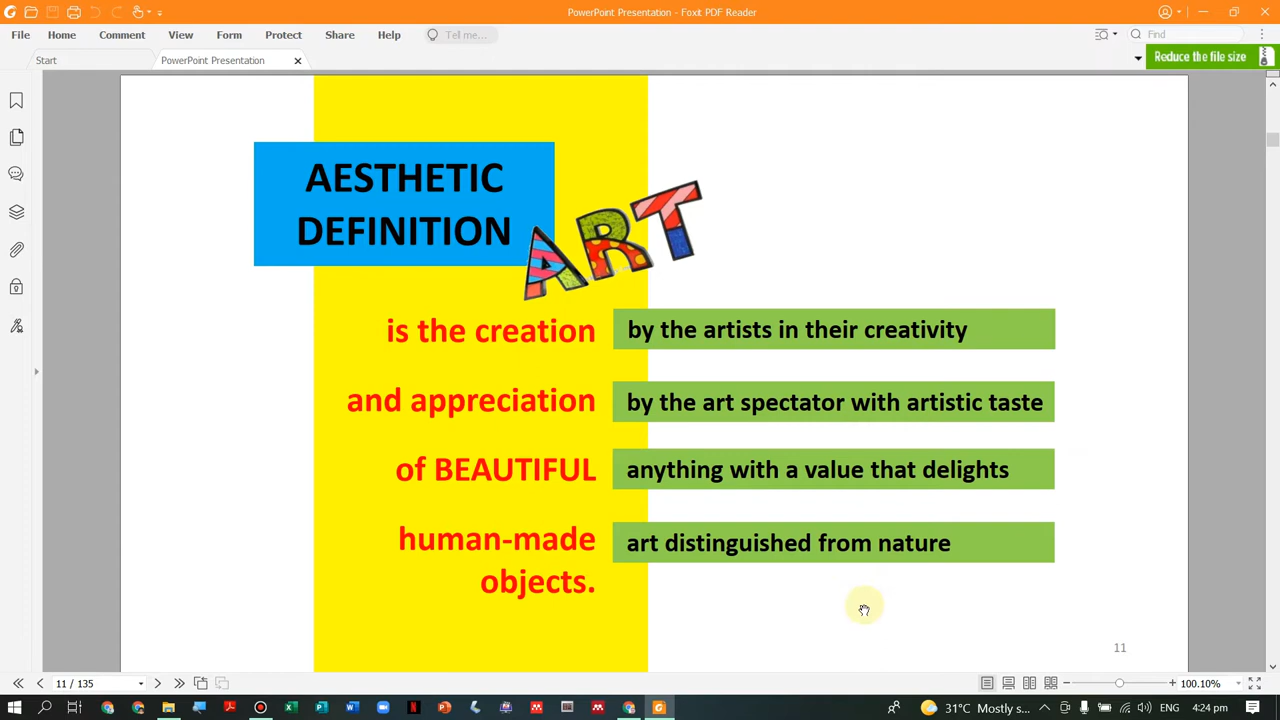 PowerPoint Presentation - Foxit PDF Reader
File Home Comment View Form Protect Share Help Tell me... Find
Start PowerPoint Presentation Reduce the file size
AESTHETIC
DEFINITION
ART
is the creation by the artists in their creativity
and appreciation by the art spectator with artistic taste
of BEAUTIFUL anything with a value that delights
human-made art distinguished from nature
objects.
11
11 / 135 100.10%
31°C Mostly s... 4:24 pm